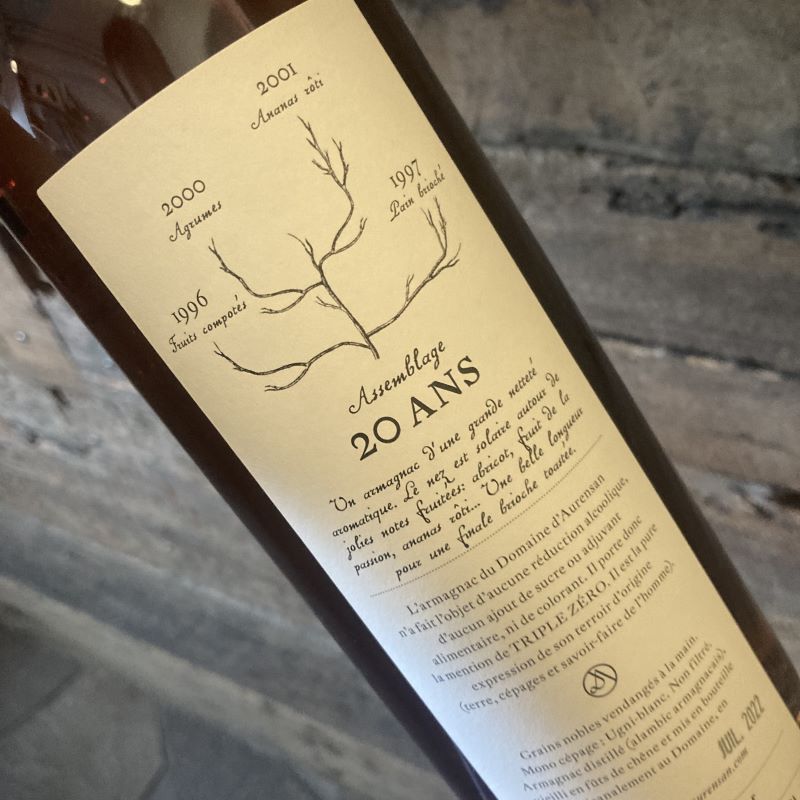 2001
Ananas rôti
2000
Agrumes
1997
Pain brioché
1996
Fruits compotés
Assemblage
20 ANS
Un armagnac d'une grande netteté
aromatique. Le nez est solaire autour de
jolies notes fruitées: abricot, fruit de la
passion, ananas rôti... Une belle longueur
pour une finale brioche toastée.
L'armagnac du Domaine d'Aurensan
n'a fait l'objet d'aucune réduction alcoolique,
d'aucun ajout de sucre ou adjuvant
alimentaire, ni de colorant. Il porte donc
la mention de TRIPLE ZÉRO. Il est la pure
expression de son terroir d'origine
(terre, cépages et savoir-faire de l'homme).
Grains nobles vendangés à la main.
Mono cépage : Ugni-blanc. Non filtré.
Armagnac distillé (alambic armagnacais),
en fûts de chêne et mis en bouteille
au Domaine, en
JUIL. 2022